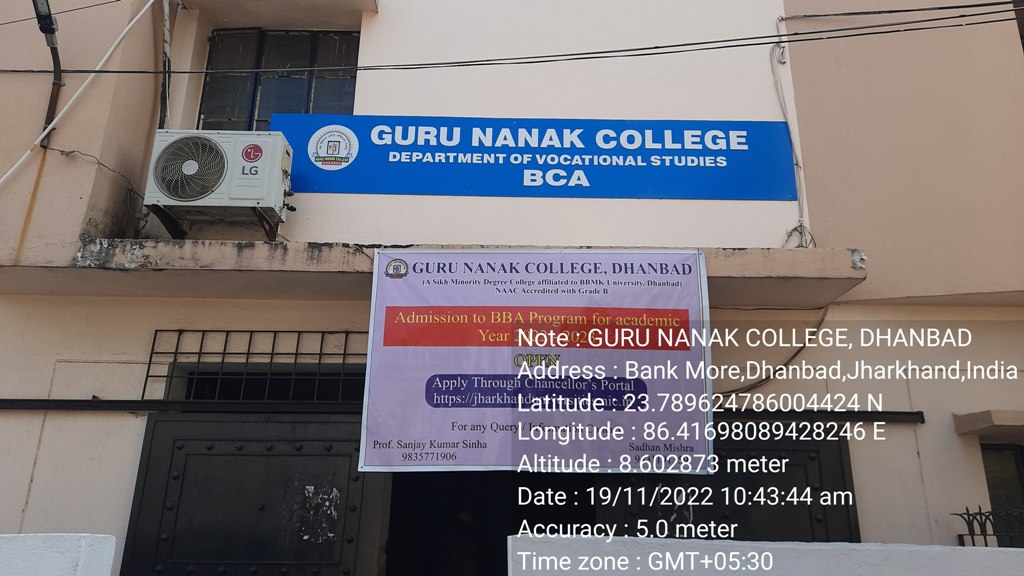 GURU NANAK COLLEGE
DEPARTMENT OF VOCATIONAL STUDIES
BCA
LG
GURU NANAK COLLEGE
GURU NANAK COLLEGE, DHANBAD
(A Sikh Minority Degree College affiliated to BBMK University, Dhanbad)
NAAC Accredited with Grade B
Admission to BBA Program for academic
Year
OPEN
Apply Through Chancellor's Portal
For any Query
Prof. Sanjay Kumar Sinha
9835771906
Sadhan Mishra
Note : GURU NANAK COLLEGE, DHANBAD
Address : Bank More,Dhanbad,Jharkhand,India
Latitude : 23.789624786004424 N
Longitude : 86.41698089428246 E
Altitude : 8.602873 meter
Date : 19/11/2022 10:43:44 am
Accuracy : 5.0 meter
Time zone : GMT+05:30